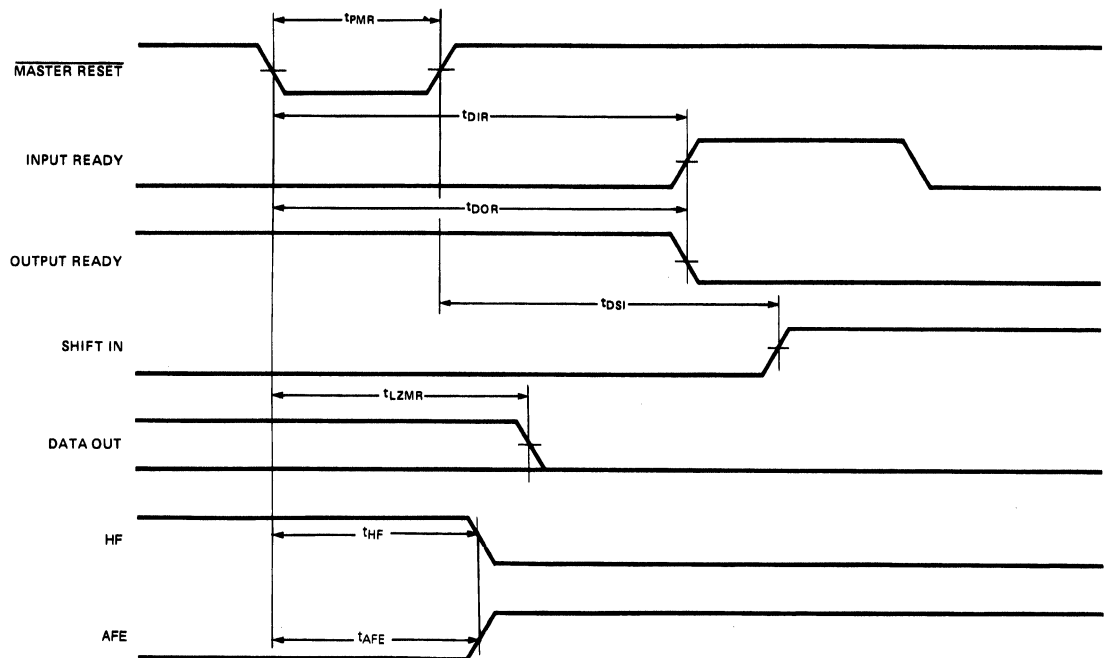 tPMR
MASTER RESET
tDIR
INPUT READY
tDOR
OUTPUT READY
tDSI
SHIFT IN
tLZMR
DATA OUT
HF
tHF
AFE
tAFE